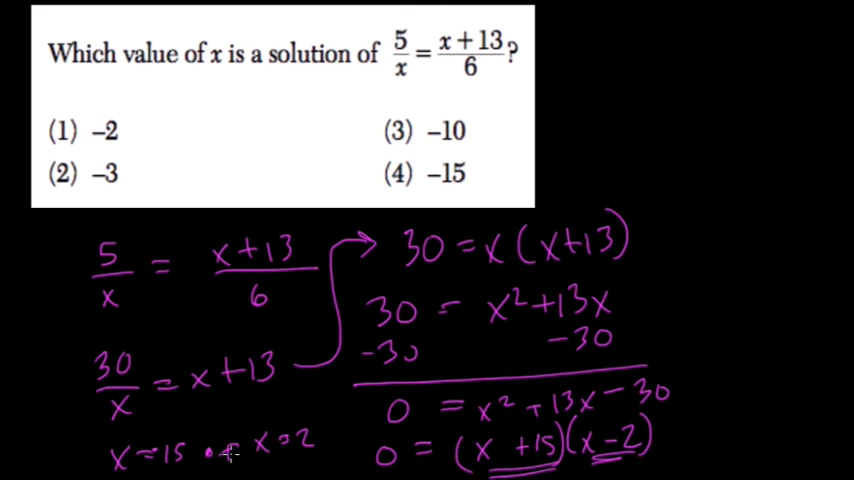 Which value of x is a solution of 5/x = x+13/6?
(1) –2
(2) –3
(3) –10
(4) –15
5/x = x+13/6
30/x = x+13
30 = x(x+13)
30 = x²+13x
-30 -30
0 = x²+13x-30
0 = (x+15)(x-2)
x=15 x=2